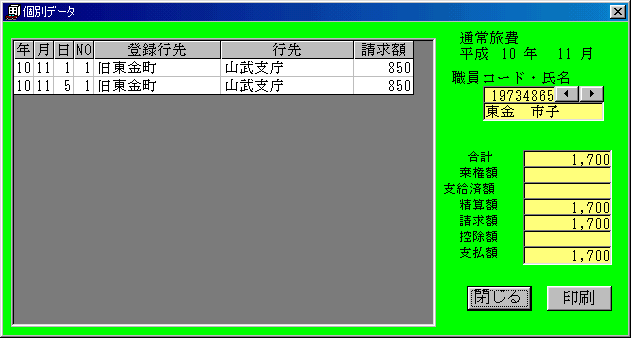 個別データ
年 月 日 NO 登録行先 行先 請求額
10 11 1 1 旧東金町 山武支庁 850
10 11 5 1 旧東金町 山武支庁 850
通常旅費
平成 10 年 11 月
職員コード・氏名
19734865
東金 市子
合計 1,700
棄権額
支給済額
精算額 1,700
請求額 1,700
控除額
支払額 1,700
閉じる 印刷